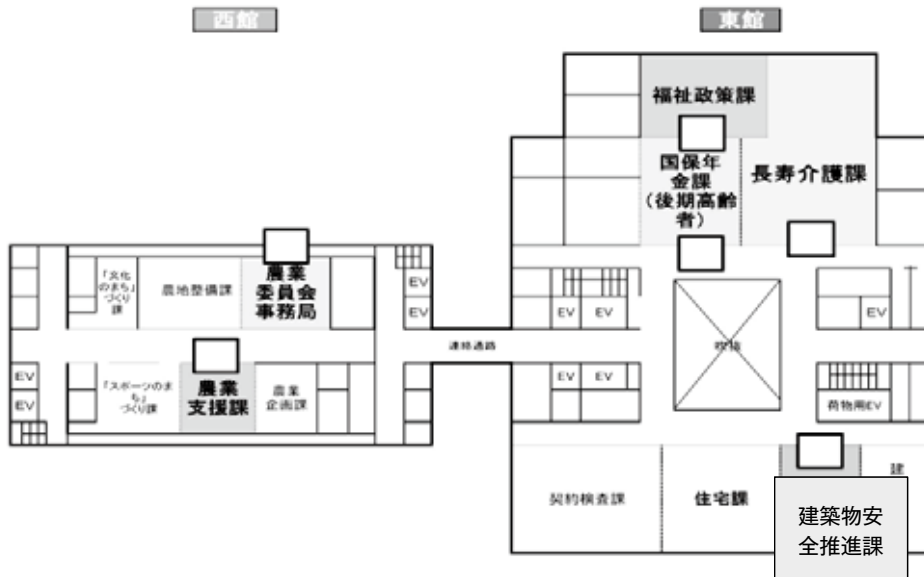 西館
東館
福祉政策課
国保年
金課
(後期高齢
者)
長寿介護課
「文化
のまち」
づくり
課
農地整備課
農業
委員会
事務局
EV
EV
EV
EV
EV
連絡通路
吹抜
EV
EV
「スポーツのま
ち」
づくり課
農業
支援課
農業
企画課
EV
EV
荷物用EV
契約検査課
住宅課
建
建築物安
全推進課